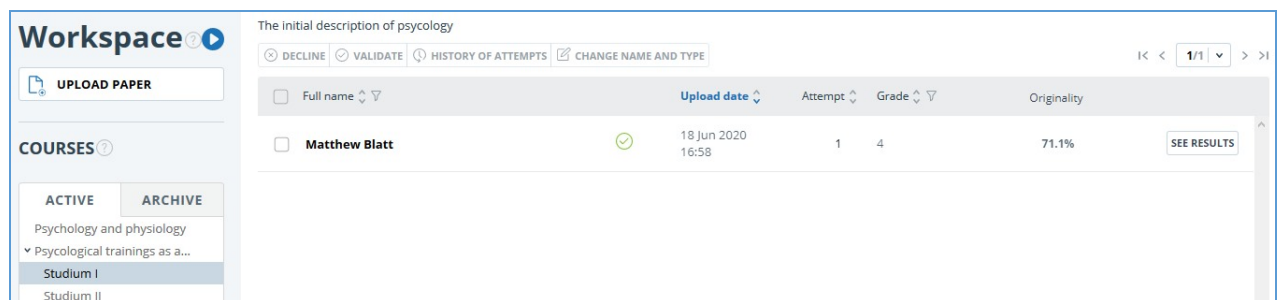 Workspace
UPLOAD PAPER
COURSES
ACTIVE ARCHIVE
Psychology and physiology
Psycological trainings as a...
Studium I
Studium II
The initial description of psycology
DECLINE VALIDATE HISTORY OF ATTEMPTS CHANGE NAME AND TYPE
1/1
Full name Upload date Attempt Grade Originality
Matthew Blatt 18 Jun 2020 16:58 1 4 71.1% SEE RESULTS